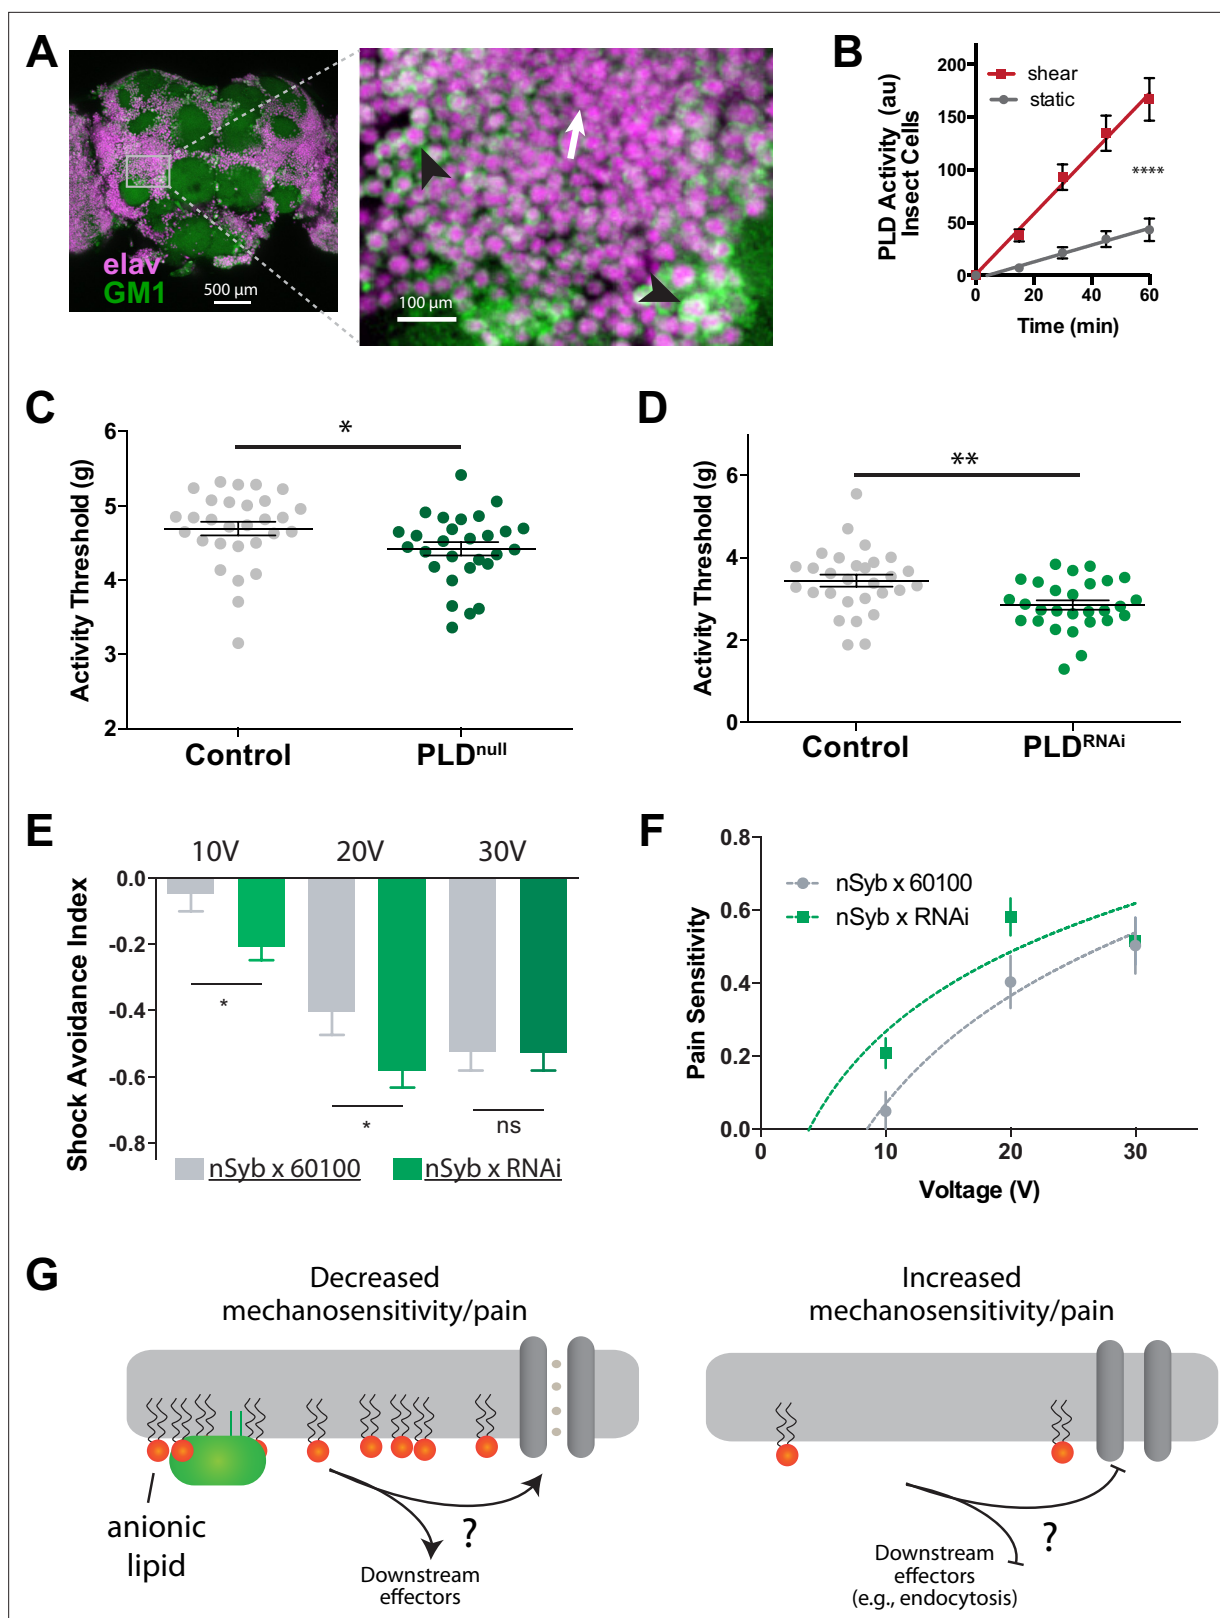 A
elav
GM1
500 µm
100 µm
B
PLD Activity (au)
Insect Cells
200
150
100
50
0
shear
static
****
0
20
40
60
Time (min)
C
Activity Threshold (g)
6
5
4
3
2
*
Control
PLDnull
D
Activity Threshold (g)
6
4
2
0
**
Control
PLDRNAi
E
10V
20V
30V
Shock Avoidance Index
0.0
-0.2
-0.4
-0.6
-0.8
*
*
ns
nSyb x 60100
nSyb x RNAi
F
Pain Sensitivity
0.8
0.6
0.4
0.2
0.0
nSyb x 60100
nSyb x RNAi
0
10
20
30
Voltage (V)
G
Decreased
mechanosensitivity/pain
anionic
lipid
?
Downstream
effectors
Increased
mechanosensitivity/pain
?
Downstream
effectors
(e.g., endocytosis)